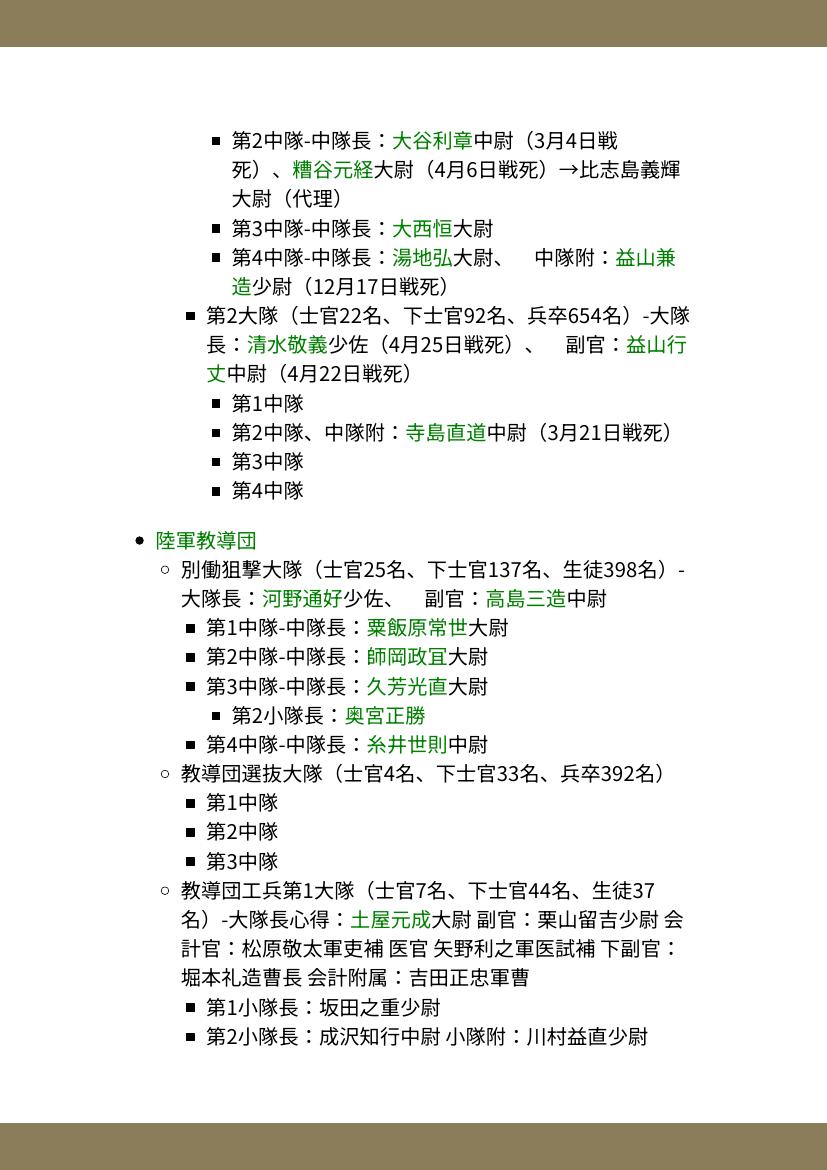 第2中隊-中隊長：大谷利章中尉（3月4日戦
死）、糟谷元経大尉（4月6日戦死）→比志島義輝
大尉（代理）
第3中隊-中隊長：大西恒大尉
第4中隊-中隊長：湯地弘大尉、　中隊附：益山兼
造少尉（12月17日戦死）
第2大隊（士官22名、下士官92名、兵卒654名）-大隊
長：清水敬義少佐（4月25日戦死）、　副官：益山行
丈中尉（4月22日戦死）
第1中隊
第2中隊、中隊附：寺島直道中尉（3月21日戦死）
第3中隊
第4中隊
陸軍教導団
別働狙撃大隊（士官25名、下士官137名、生徒398名）-
大隊長：河野通好少佐、　副官：高島三造中尉
第1中隊-中隊長：粟飯原常世大尉
第2中隊-中隊長：師岡政冝大尉
第3中隊-中隊長：久芳光直大尉
第2小隊長：奥宮正勝
第4中隊-中隊長：糸井世則中尉
教導団選抜大隊（士官4名、下士官33名、兵卒392名）
第1中隊
第2中隊
第3中隊
教導団工兵第1大隊（士官7名、下士官44名、生徒37
名）-大隊長心得：土屋元成大尉 副官：栗山留吉少尉 会
計官：松原敬太軍吏補 医官 矢野利之軍医試補 下副官：
堀本礼造曹長 会計附属：吉田正忠軍曹
第1小隊長：坂田之重少尉
第2小隊長：成沢知行中尉 小隊附：川村益直少尉